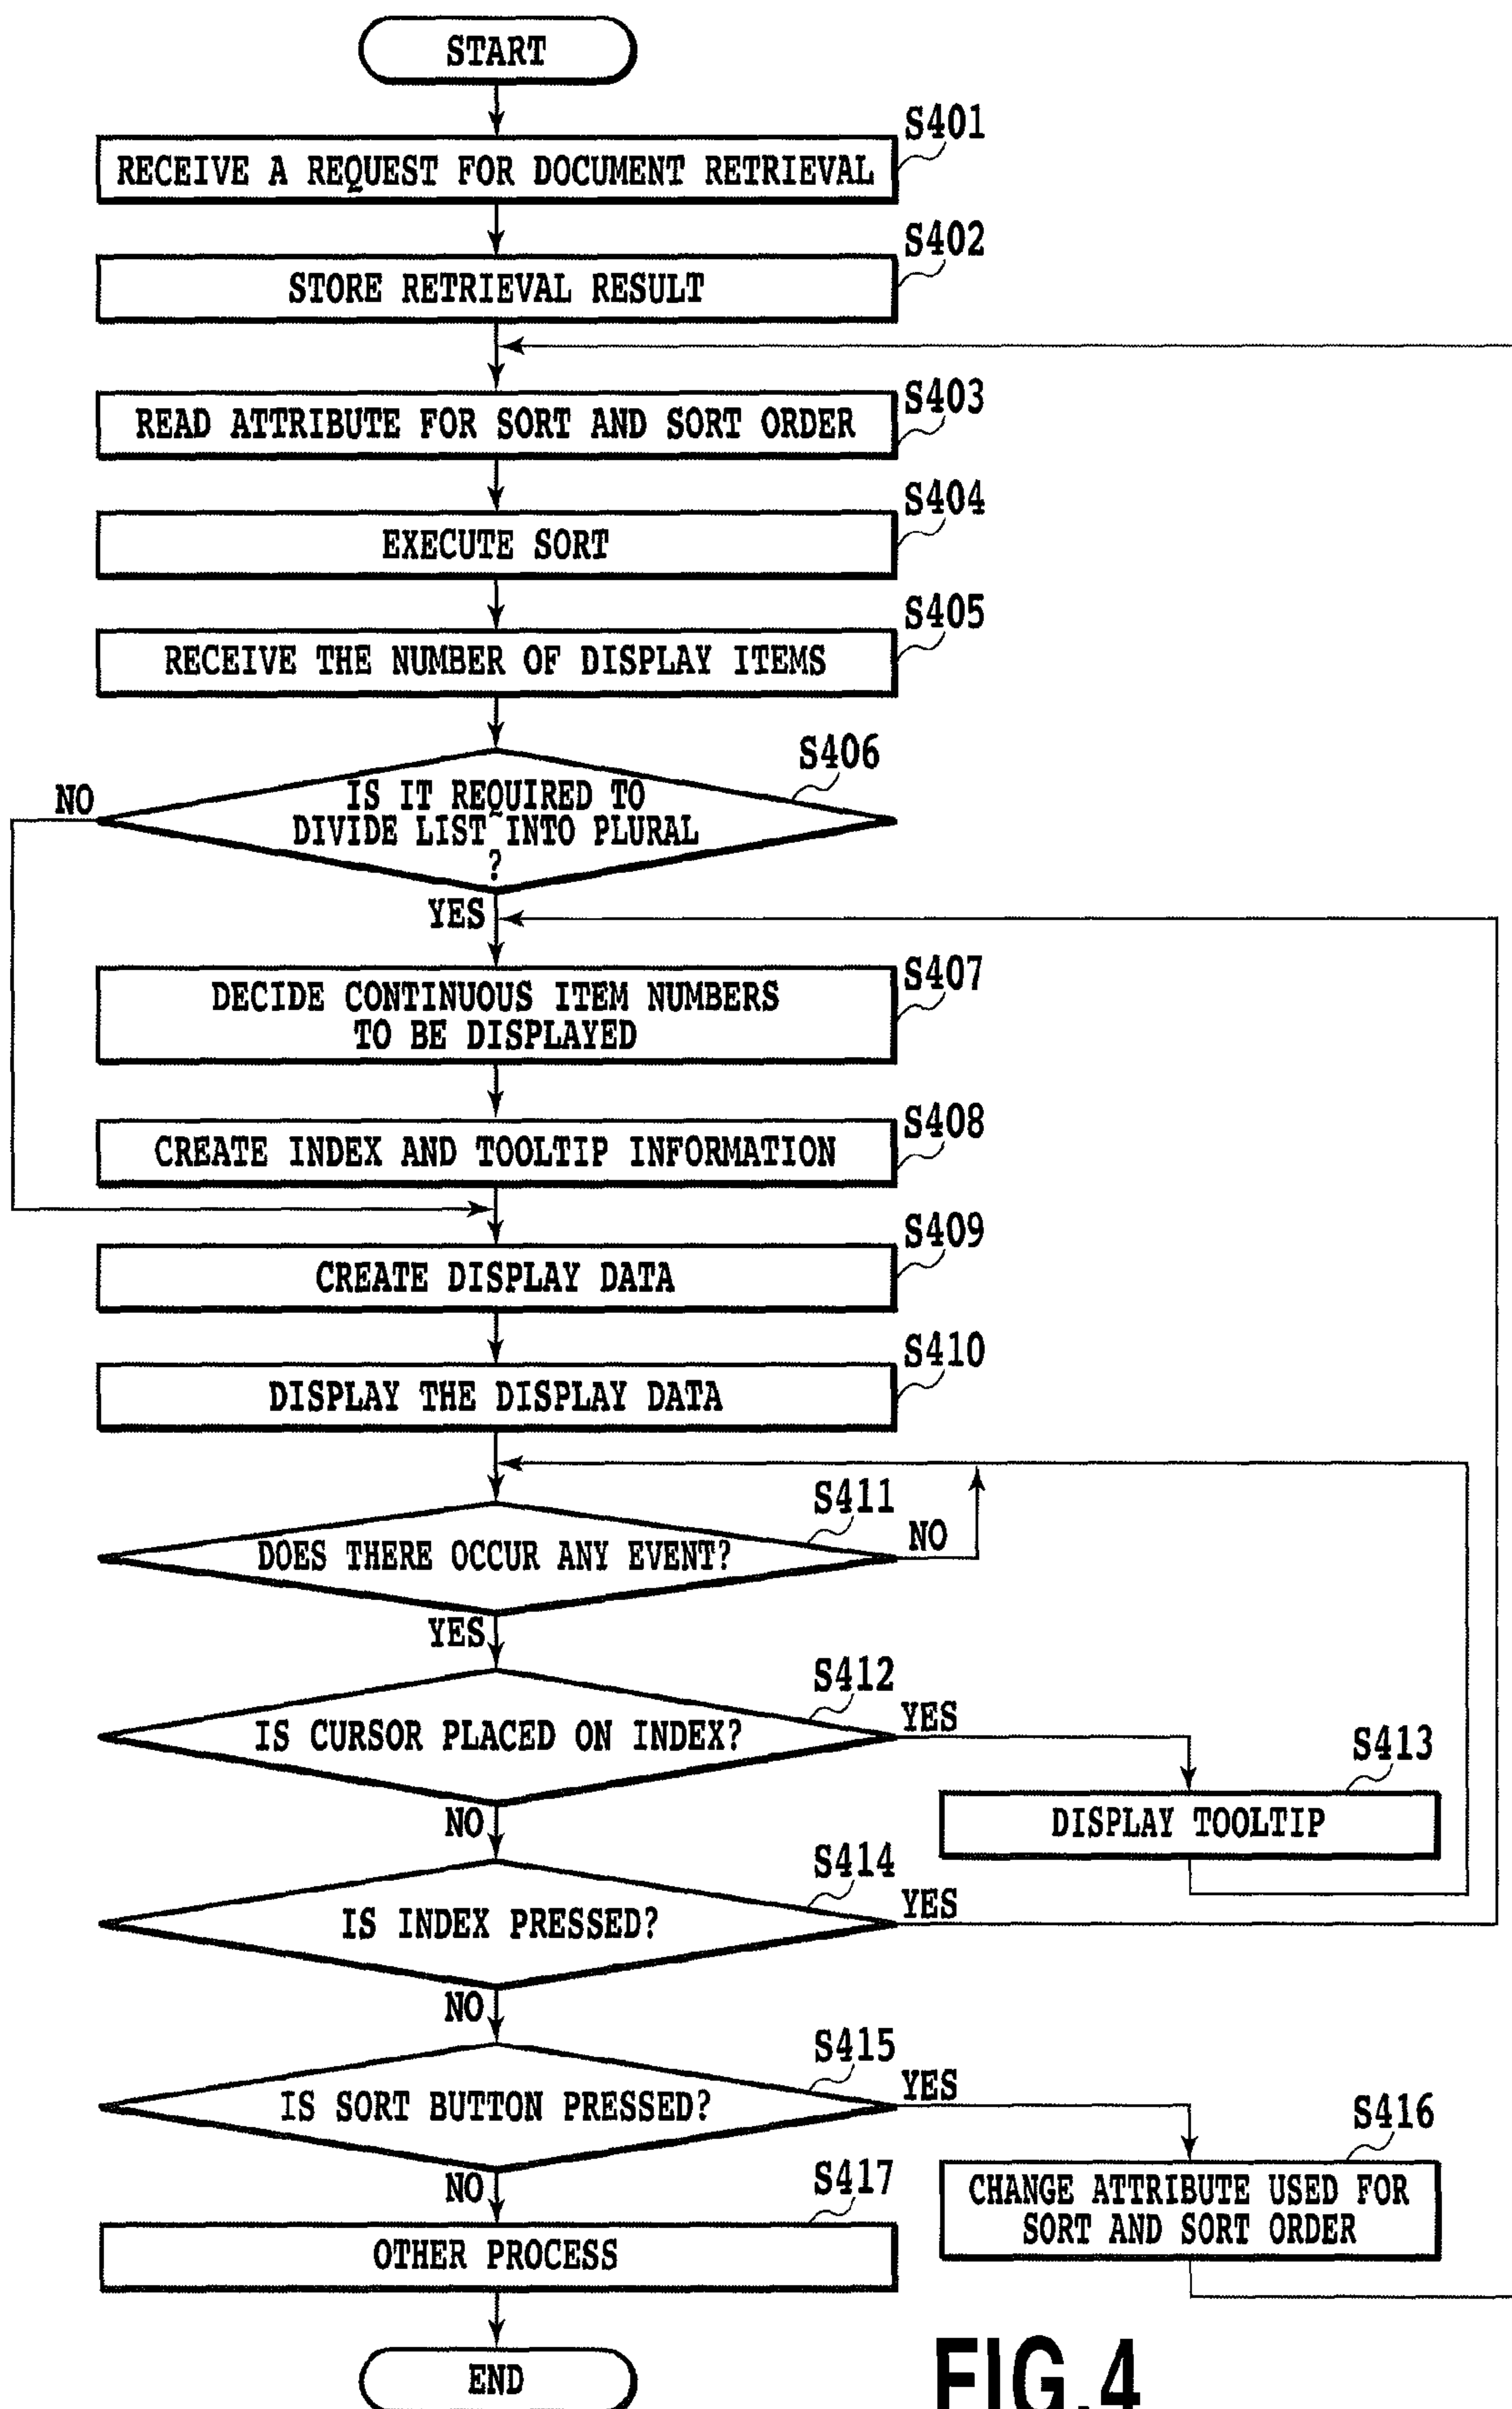 START
S401
RECEIVE A REQUEST FOR DOCUMENT RETRIEVAL
S402
STORE RETRIEVAL RESULT
S403
READ ATTRIBUTE FOR SORT AND SORT ORDER
S404
EXECUTE SORT
S405
RECEIVE THE NUMBER OF DISPLAY ITEMS
S406
NO
IS IT REQUIRED TO
DIVIDE LIST INTO PLURAL
?
YES
S407
DECIDE CONTINUOUS ITEM NUMBERS
TO BE DISPLAYED
S408
CREATE INDEX AND TOOLTIP INFORMATION
S409
CREATE DISPLAY DATA
S410
DISPLAY THE DISPLAY DATA
S411
DOES THERE OCCUR ANY EVENT?
NO
YES
S412
IS CURSOR PLACED ON INDEX?
YES
S413
DISPLAY TOOLTIP
NO
S414
IS INDEX PRESSED?
YES
NO
S415
IS SORT BUTTON PRESSED?
YES
S416
CHANGE ATTRIBUTE USED FOR
SORT AND SORT ORDER
NO
S417
OTHER PROCESS
END
FIG.4